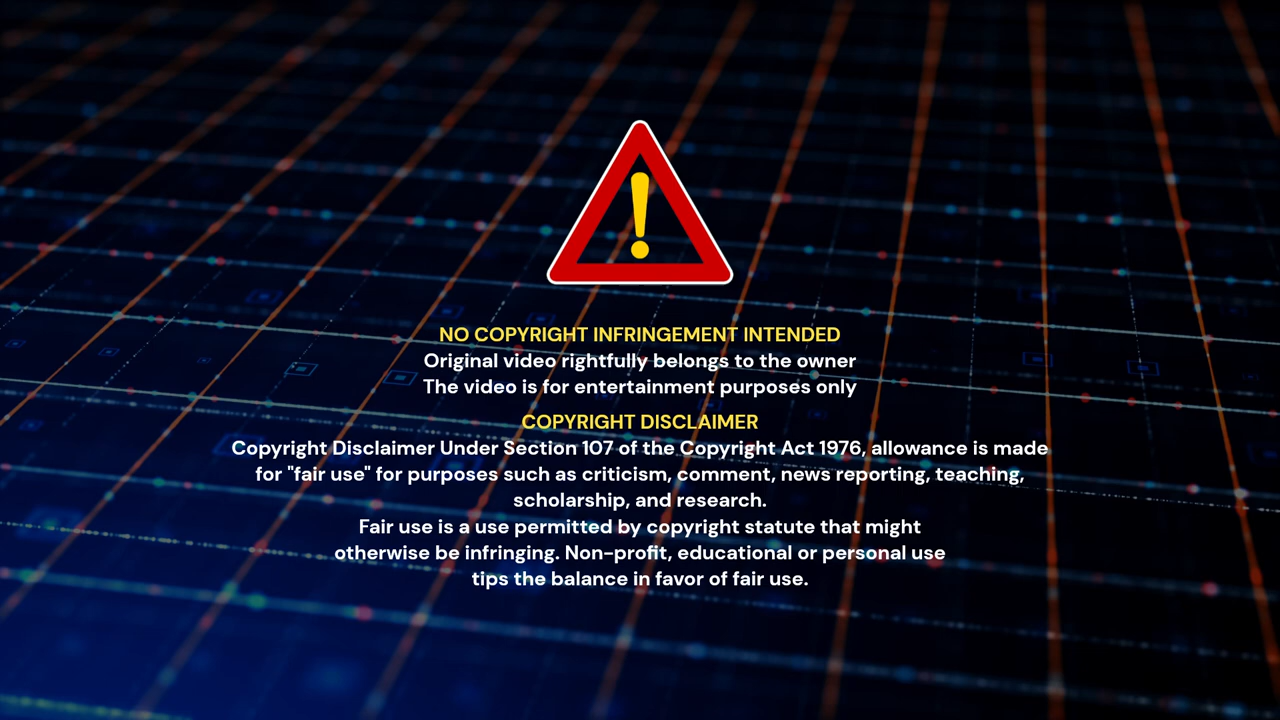 NO COPYRIGHT INFRINGEMENT INTENDED
Original video rightfully belongs to the owner
The video is for entertainment purposes only
COPYRIGHT DISCLAIMER
Copyright Disclaimer Under Section 107 of the Copyright Act 1976, allowance is made
for "fair use" for purposes such as criticism, comment, news reporting, teaching,
scholarship, and research.
Fair use is a use permitted by copyright statute that might
otherwise be infringing. Non-profit, educational or personal use
tips the balance in favor of fair use.